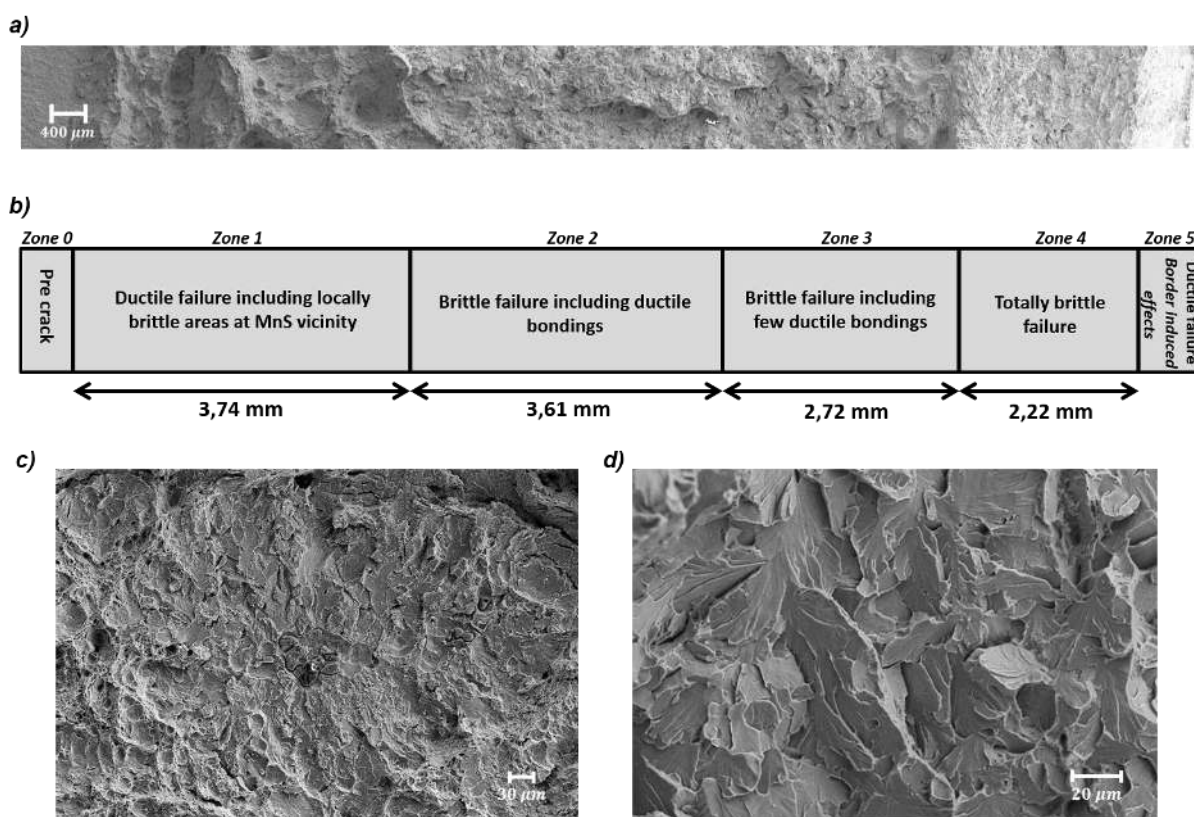 a)
400 μm
b)
Zone 0
Zone 1
Zone 2
Zone 3
Zone 4
Zone 5
Pre crack
Ductile failure including locally
brittle areas at MnS vicinity
Brittle failure including ductile
bondings
Brittle failure including
few ductile bondings
Totally brittle
failure
Ductile failure
Border induced
effects
3,74 mm
3,61 mm
2,72 mm
2,22 mm
c)
d)
30 μm
20 μm